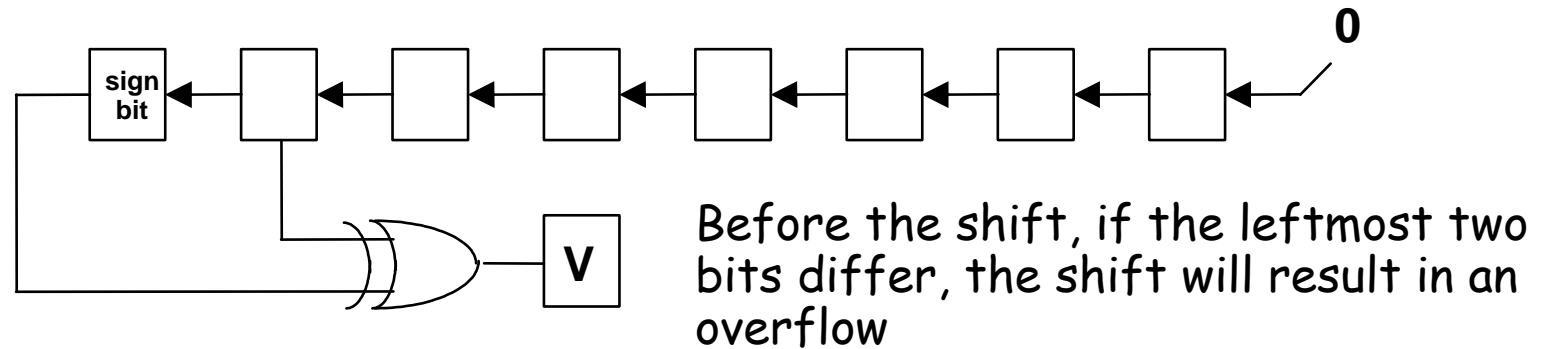 0
sign
bit
V
Before the shift, if the leftmost two
bits differ, the shift will result in an
overflow